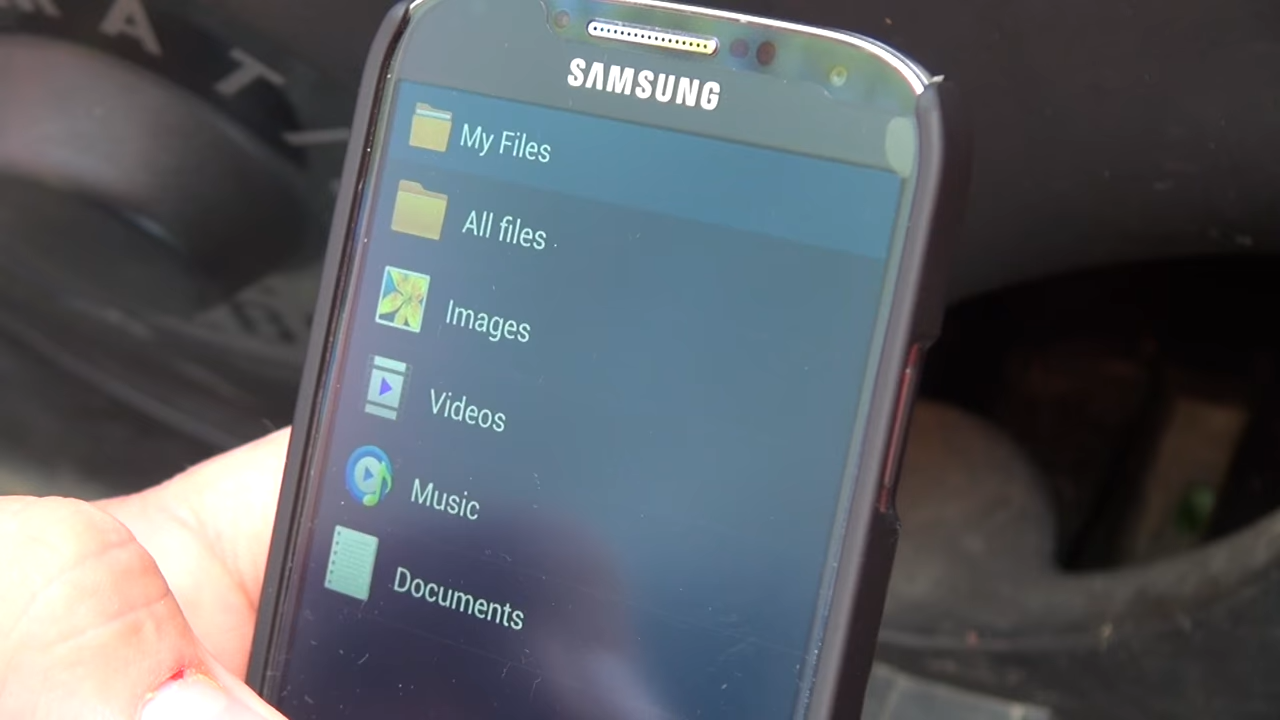 SAMSUNG
My Files
All files
Images
Videos
Music
Documents